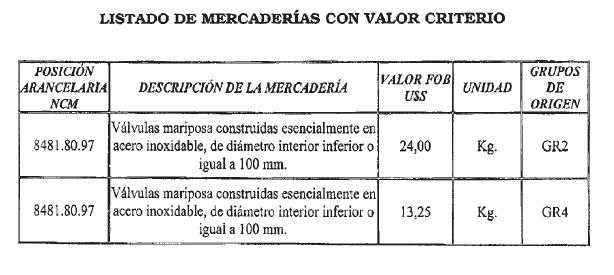 LISTADO DE MERCADERÍAS CON VALOR CRITERIO
POSICIÓN ARANCELARIA NCM
DESCRIPCIÓN DE LA MERCADERÍA
VALOR FOB U$S
UNIDAD
GRUPOS DE ORIGEN
8481.80.97
Válvulas mariposa construidas esencialmente en
acero inoxidable, de diámetro interior inferior o
igual a 100 mm.
24,00
Kg.
GR2
8481.80.97
Válvulas mariposa construidas esencialmente en
acero inoxidable, de diámetro interior inferior o
igual a 100 mm.
13,25
Kg.
GR4